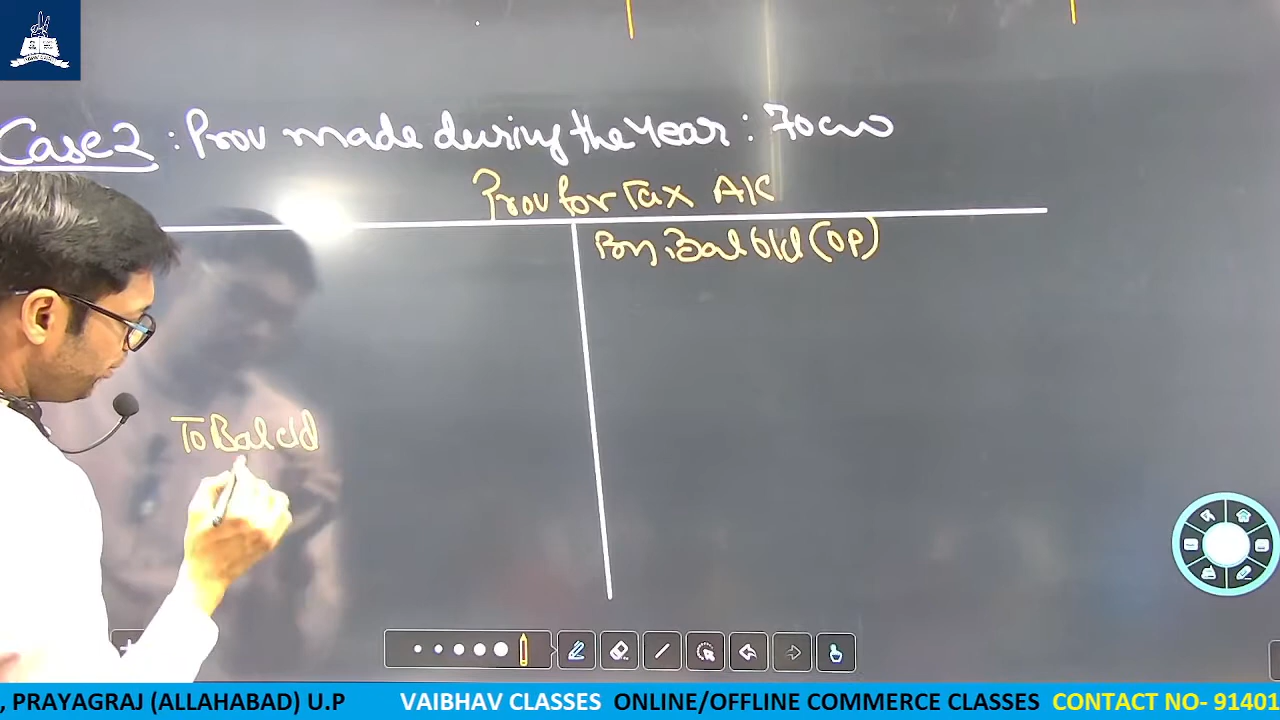 Case 2 : Prov made during the Year : 70000
Prov for Tax A/c
By Bal b/d (OP)
To Bal c/d
, PRAYAGRAJ (ALLAHABAD) U.P VAIBHAV CLASSES ONLINE/OFFLINE COMMERCE CLASSES CONTACT NO- 91401